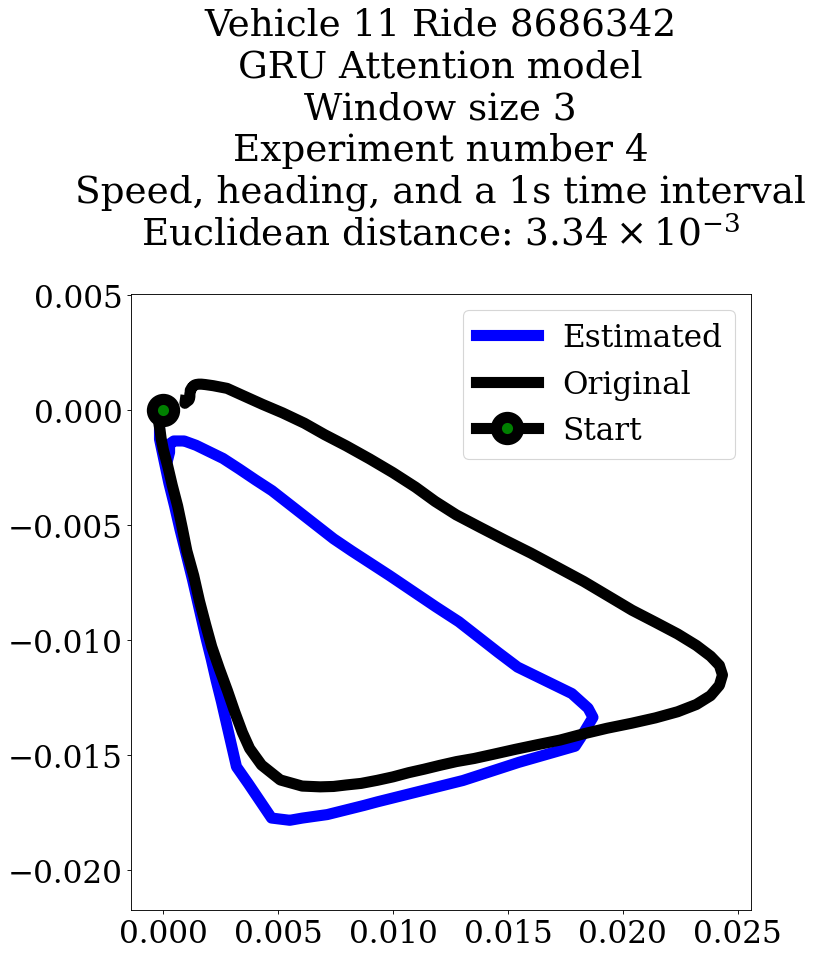 Vehicle 11 Ride 8686342
GRU Attention model
Window size 3
Experiment number 4
Speed, heading, and a 1s time interval
Euclidean distance: 3.34 × 10⁻³
0.005
0.000
−0.005
−0.010
−0.015
−0.020
Estimated
Original
Start
0.000 0.005 0.010 0.015 0.020 0.025